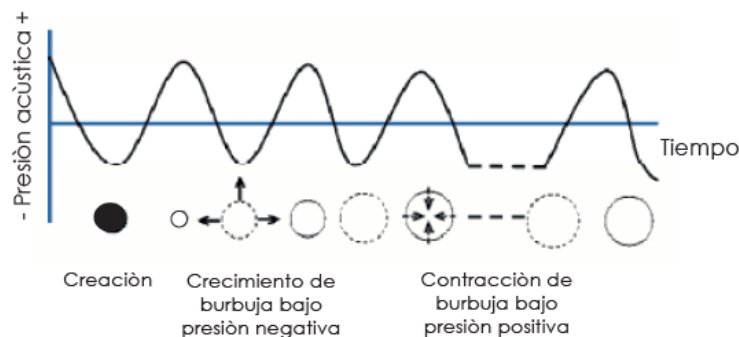 - Presiòn acùstica +
Tiempo
Creaciòn
Crecimiento de
burbuja bajo
presiòn negativa
Contracciòn de
burbuja bajo
presiòn positiva